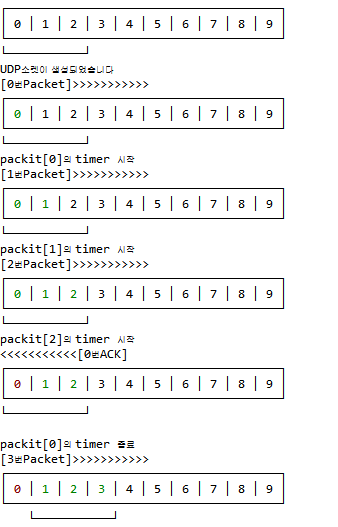 0 | 1 | 2 | 3 | 4 | 5 | 6 | 7 | 8 | 9
UDP소켓이 생성되었습니다
[0번Packet]>>>>>>>>>>>
0 | 1 | 2 | 3 | 4 | 5 | 6 | 7 | 8 | 9
packit[0]의 timer 시작
[1번Packet]>>>>>>>>>>>
0 | 1 | 2 | 3 | 4 | 5 | 6 | 7 | 8 | 9
packit[1]의 timer 시작
[2번Packet]>>>>>>>>>>>
0 | 1 | 2 | 3 | 4 | 5 | 6 | 7 | 8 | 9
packit[2]의 timer 시작
<<<<<<<<<<<[0번ACK]
0 | 1 | 2 | 3 | 4 | 5 | 6 | 7 | 8 | 9
packit[0]의 timer 종료
[3번Packet]>>>>>>>>>>>
0 | 1 | 2 | 3 | 4 | 5 | 6 | 7 | 8 | 9